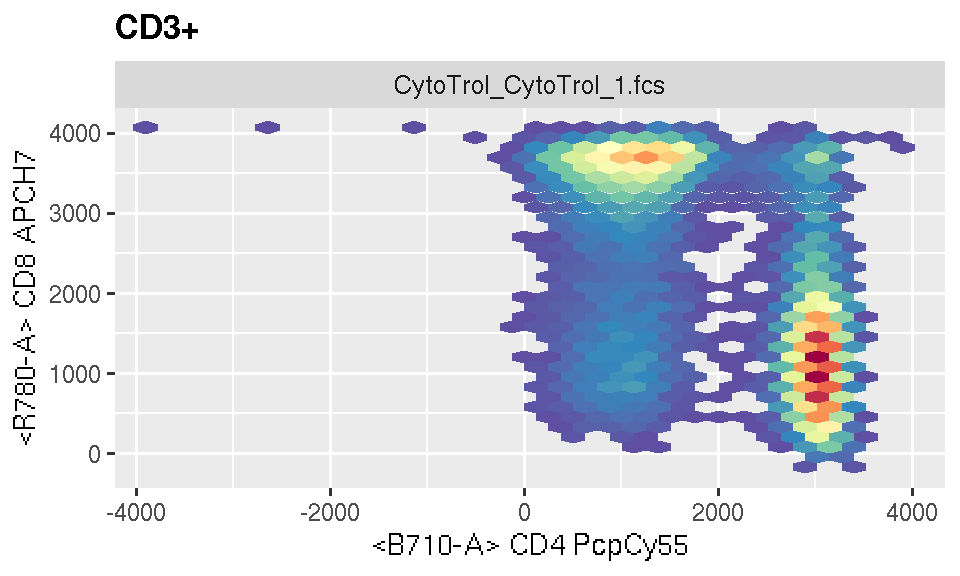 CD3+
CytoTrol_CytoTrol_1.fcs
<R780-A> CD8 APCH7
4000
3000
2000
1000
0
-4000 -2000 0 2000 4000
<B710-A> CD4 PcpCy55